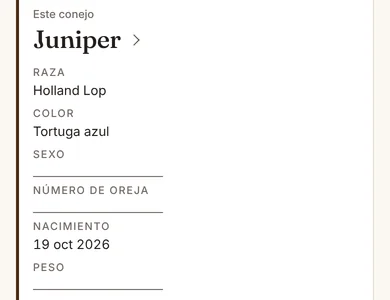 Este conejo
Juniper
RAZA
Holland Lop
COLOR
Tortuga azul
SEXO
NÚMERO DE OREJA
NACIMIENTO
19 oct 2026
PESO